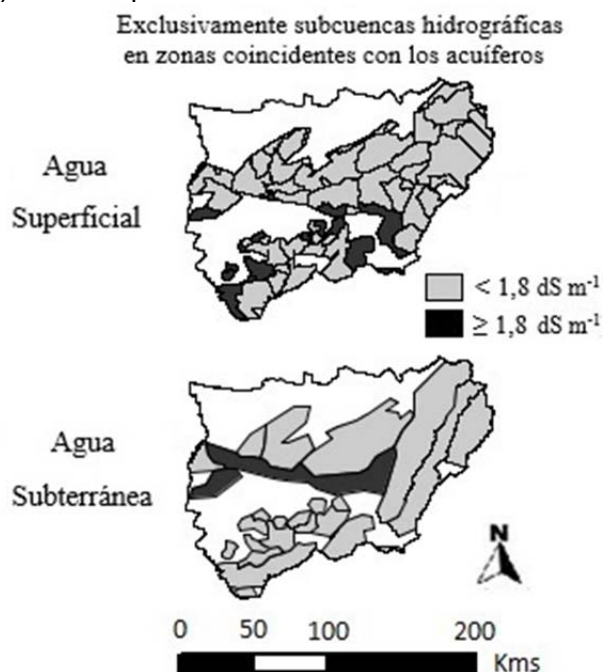 Exclusivamente subcuencas hidrográficas
en zonas coincidentes con los acuíferos
Agua
Superficial
< 1,8 dS m-1
≥ 1,8 dS m-1
Agua
Subterránea
N
0 50 100 200
Kms